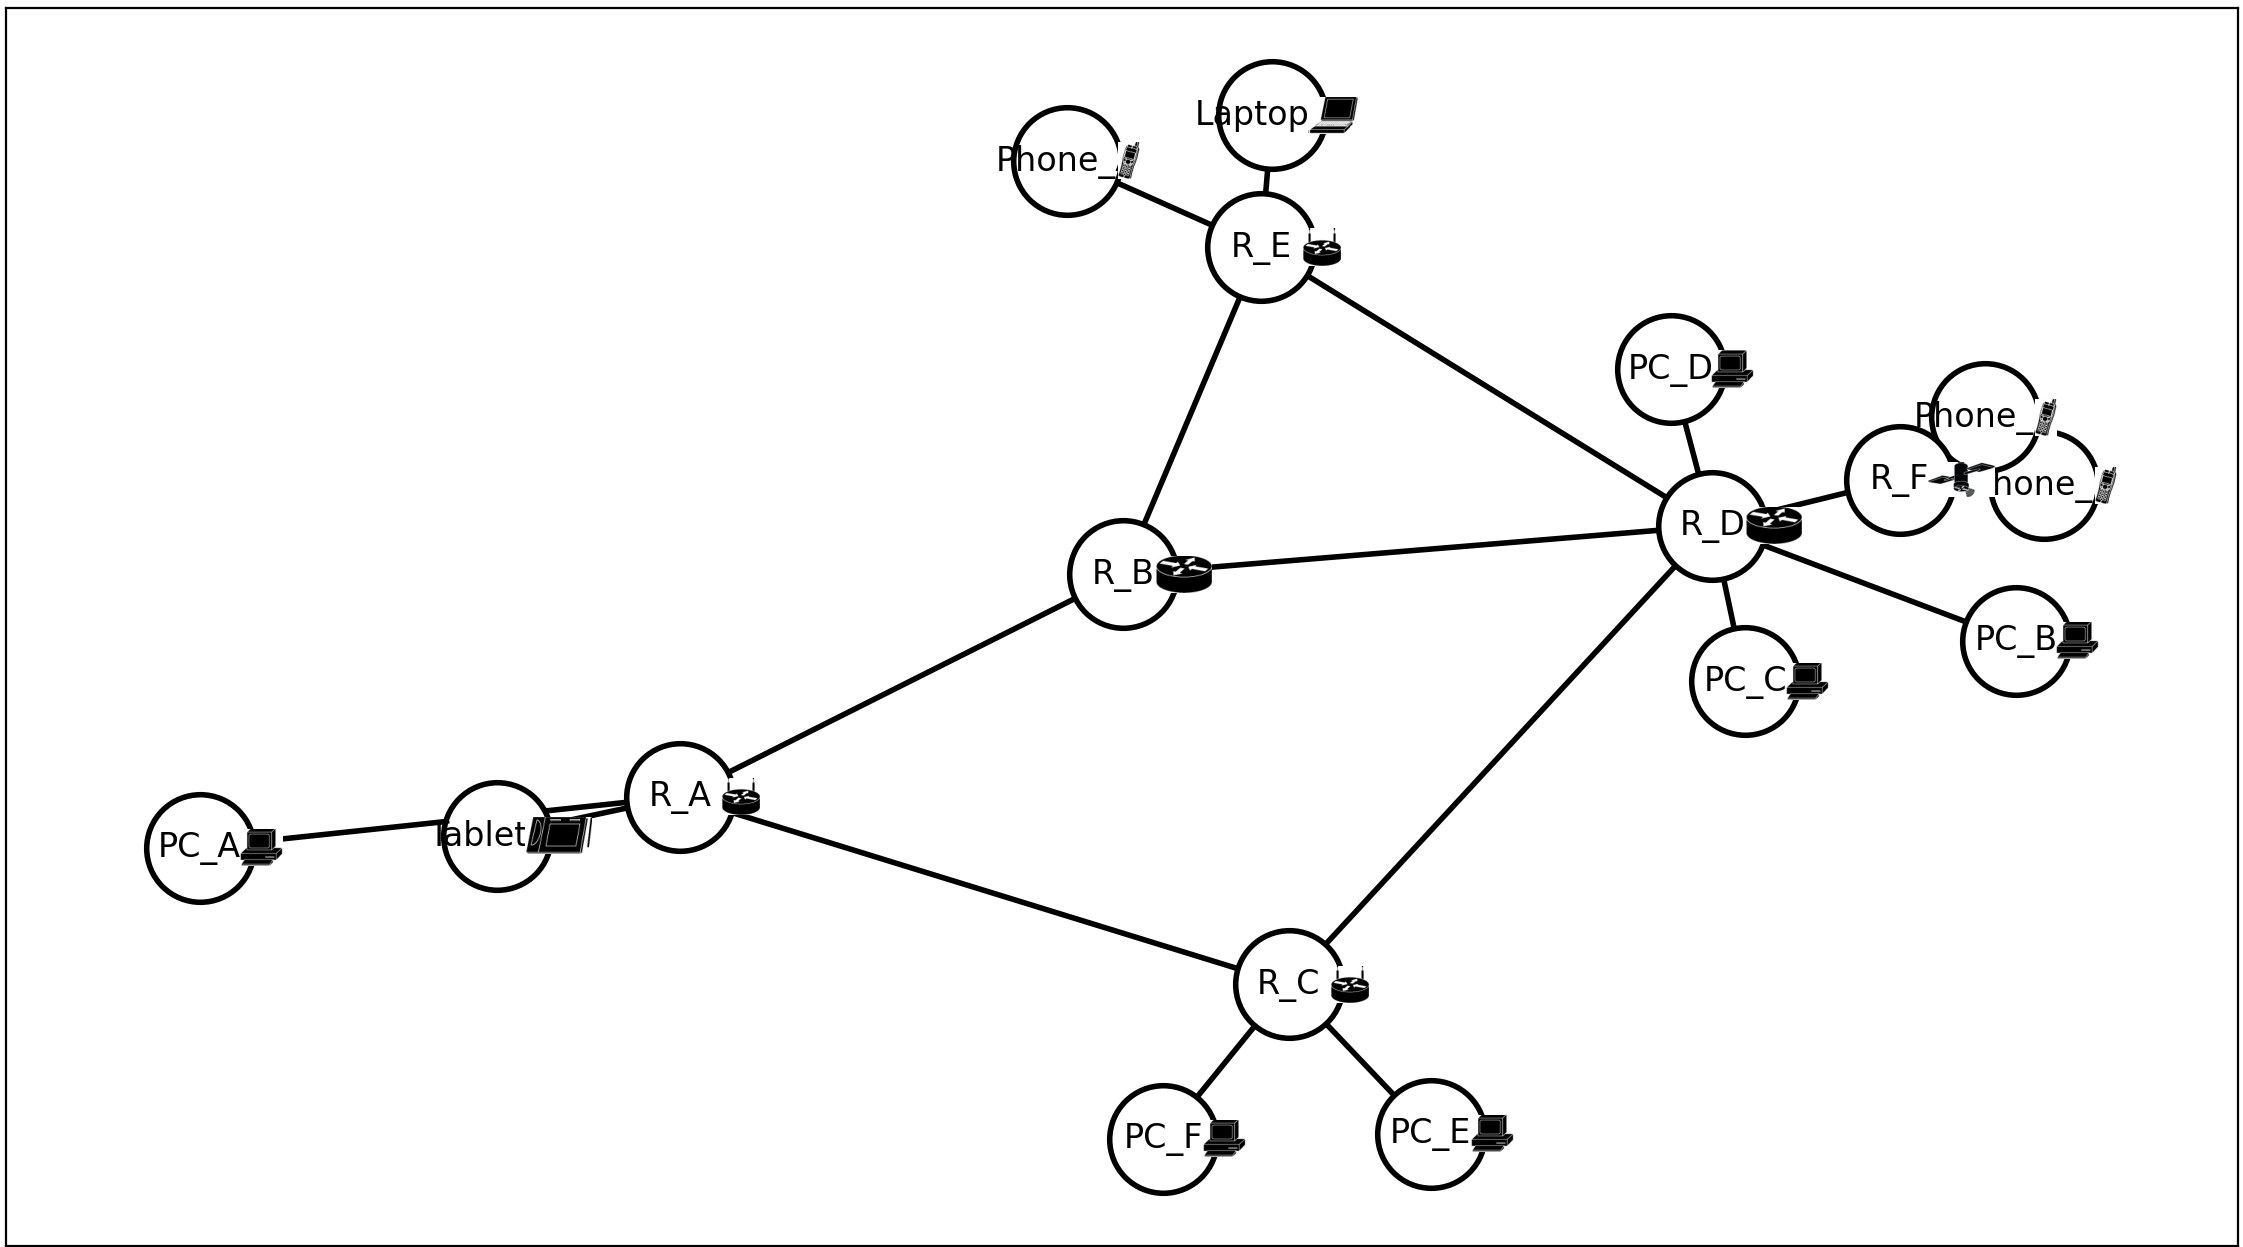 Laptop
Phone_
R_E
PC_D
Phone_
R_F
hone_
R_D
R_B
PC_B
PC_C
R_A
Tablet
PC_A
R_C
PC_F
PC_E